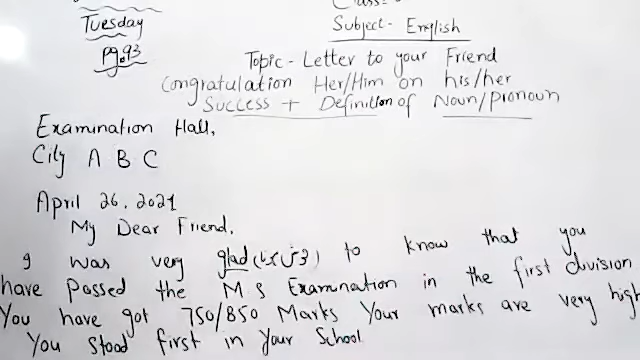 Class-
Tuesday
Subject- English
Pg.93
Topic - Letter to your Friend
Congratulation Her/Him on his/her
Success + Definition of Noun/pronoun
Examination Hall,
City A B C
April 26, 2021
My Dear Friend,
I was very glad (خوش) to know that you
have passed the M.S Examination in the first division
You have got 750/850 Marks Your marks are very high
You stood first in your School